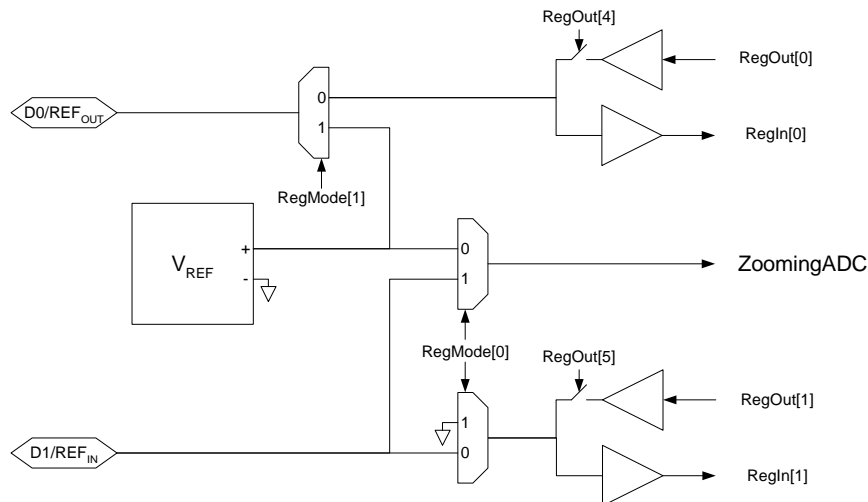 RegOut[4]
RegOut[0]
0
D0/REF_OUT
1
RegIn[0]
RegMode[1]
+
0
V_REF
ZoomingADC
-
1
RegMode[0]
RegOut[5]
RegOut[1]
1
D1/REF_IN
0
RegIn[1]